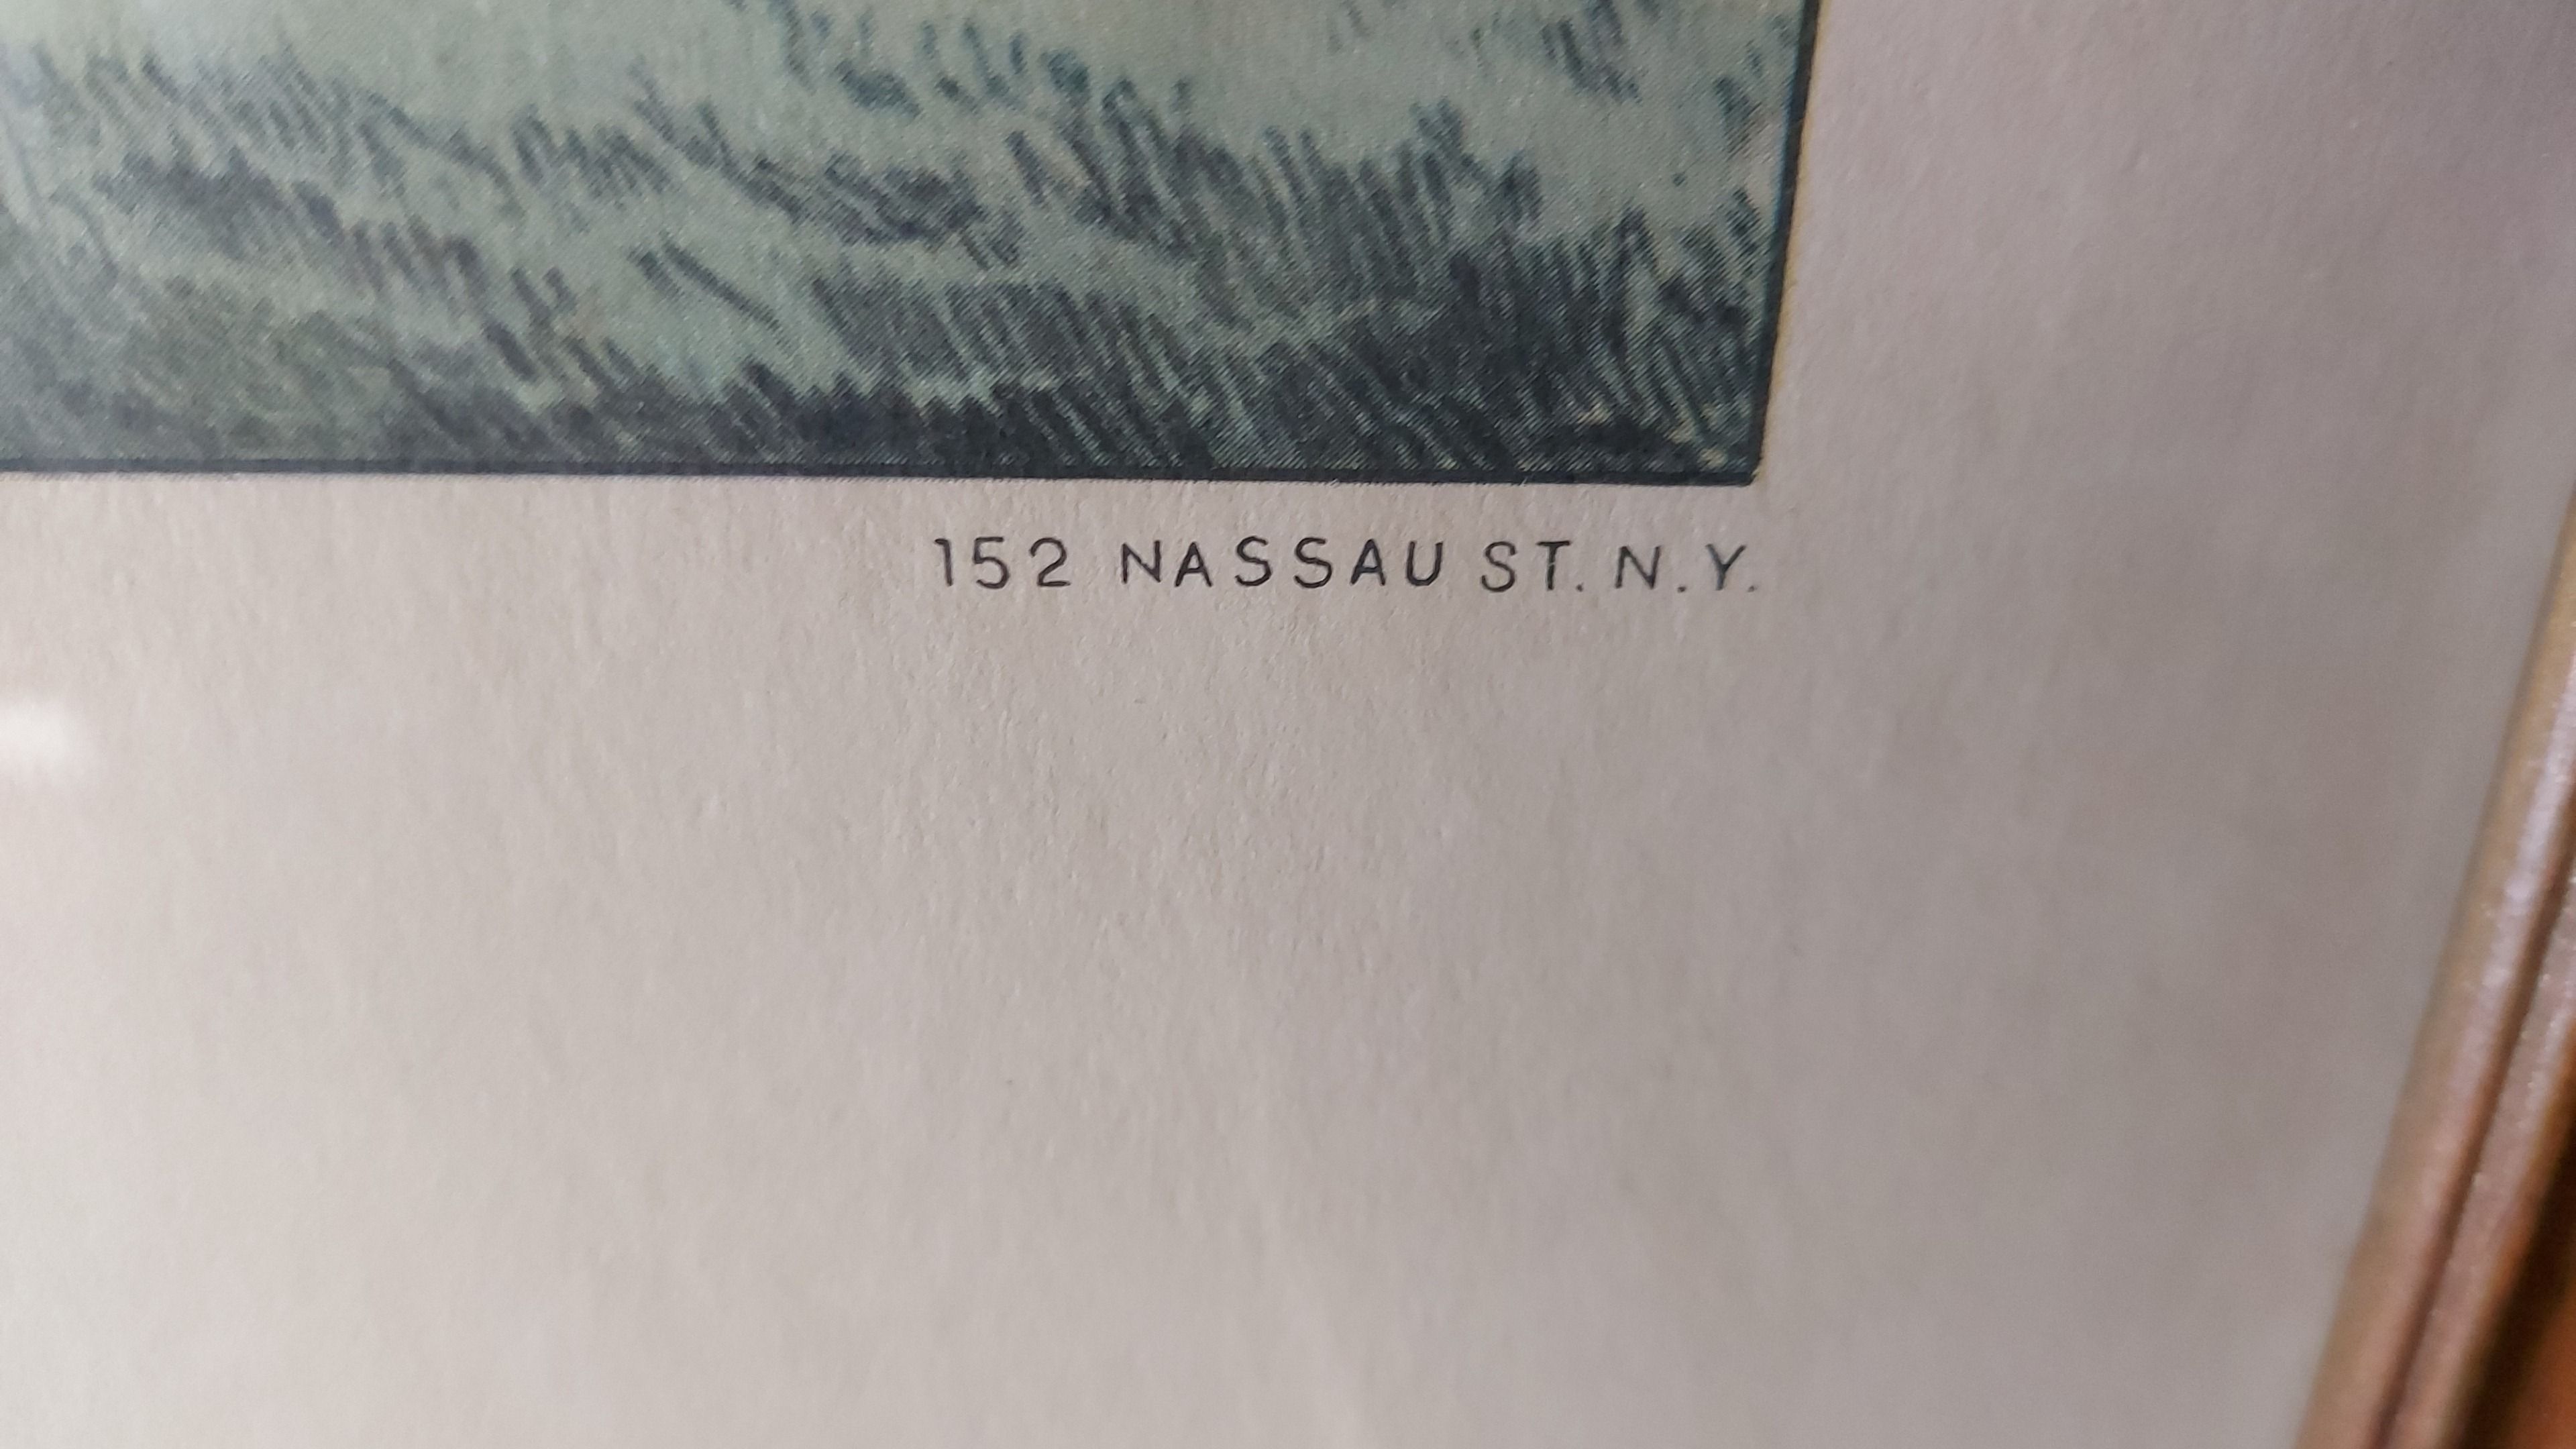 152 NASSAU ST. N.Y.